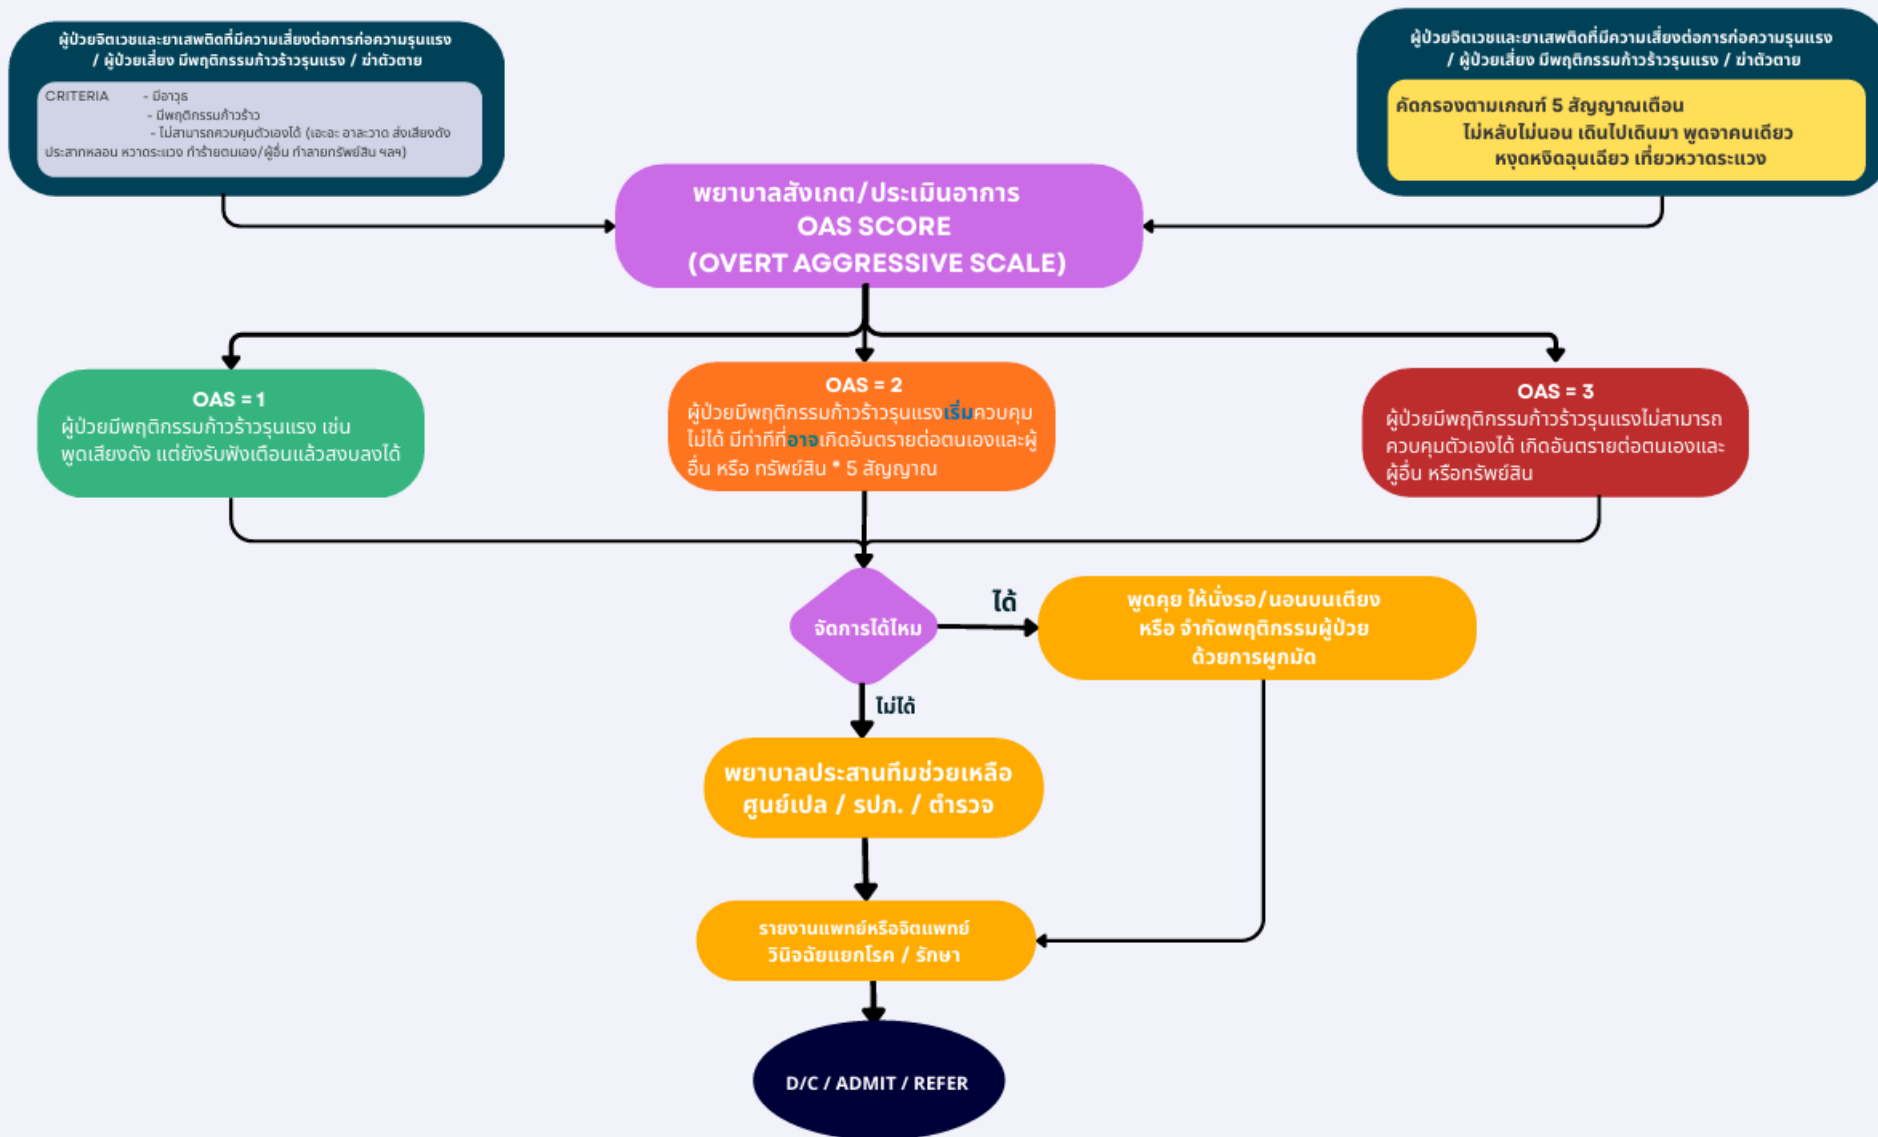 ผู้ป่วยจิตเวชและยาเสพติดที่มีความเสี่ยงต่อการก่อความรุนแรง
/ ผู้ป่วยเสี่ยง มีพฤติกรรมก้าวร้าวรุนแรง / ฆ่าตัวตาย
CRITERIA - มีอาวุธ
- มีพฤติกรรมก้าวร้าว
- ไม่สามารถควบคุมตัวเองได้ (เอะอะ อาละวาด ส่งเสียงดัง
ประสาทหลอน หวาดระแวง ทำร้ายตนเอง/ผู้อื่น ทำลายทรัพย์สิน ฯลฯ)
ผู้ป่วยจิตเวชและยาเสพติดที่มีความเสี่ยงต่อการก่อความรุนแรง
/ ผู้ป่วยเสี่ยง มีพฤติกรรมก้าวร้าวรุนแรง / ฆ่าตัวตาย
คัดกรองตามเกณฑ์ 5 สัญญาณเตือน
ไม่หลับไม่นอน เดินไปเดินมา พูดจาคนเดียว
หงุดหงิดฉุนเฉียว เที่ยวหวาดระแวง
พยาบาลสังเกต/ประเมินอาการ
OAS SCORE
(OVERT AGGRESSIVE SCALE)
OAS = 1
ผู้ป่วยมีพฤติกรรมก้าวร้าวรุนแรง เช่น
พูดเสียงดัง แต่ยังรับฟังเตือนแล้วสงบลงได้
OAS = 2
ผู้ป่วยมีพฤติกรรมก้าวร้าวรุนแรงเริ่มควบคุม
ไม่ได้ มีท่าทีที่อาจเกิดอันตรายต่อตนเองและผู้
อื่น หรือ ทรัพย์สิน * 5 สัญญาณ
OAS = 3
ผู้ป่วยมีพฤติกรรมก้าวร้าวรุนแรงไม่สามารถ
ควบคุมตัวเองได้ เกิดอันตรายต่อตนเองและ
ผู้อื่น หรือทรัพย์สิน
จัดการได้ไหม
ได้
พูดคุย ให้นั่งรอ/นอนบนเตียง
หรือ จำกัดพฤติกรรมผู้ป่วย
ด้วยการผูกมัด
ไม่ได้
พยาบาลประสานทีมช่วยเหลือ
ศูนย์เปล / รปภ. / ตำรวจ
รายงานแพทย์หรือจิตแพทย์
วินิจฉัยแยกโรค / รักษา
D/C / ADMIT / REFER